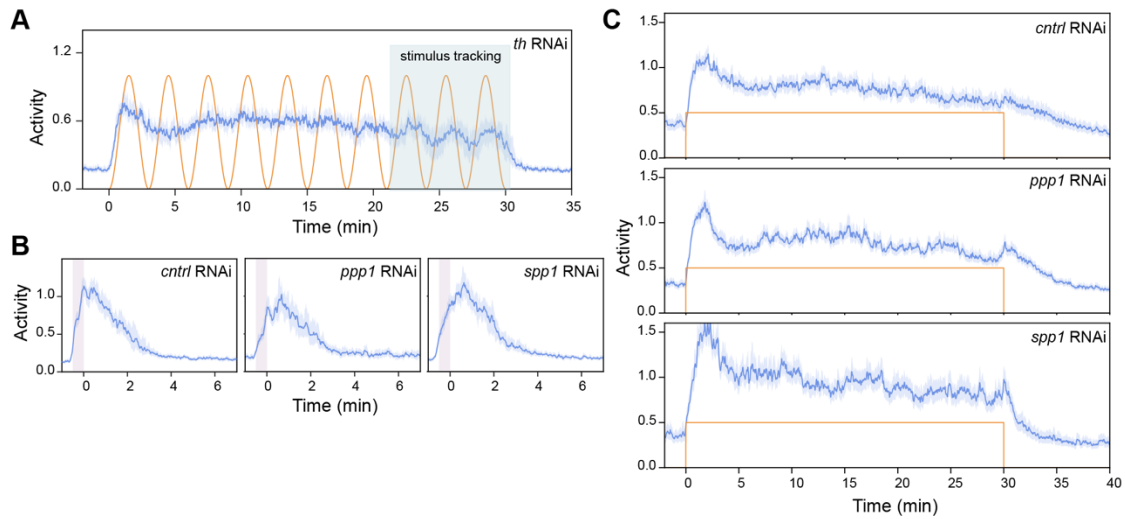 A
th RNAi
stimulus tracking
Activity
1.2
0.6
0.0
0 5 10 15 20 25 30 35
Time (min)
B
cntrl RNAi
ppp1 RNAi
spp1 RNAi
Activity
1.0
0.5
0.0
0 2 4 6
0 2 4 6
0 2 4 6
Time (min)
C
cntrl RNAi
1.5
1.0
0.5
0.0
ppp1 RNAi
1.5
1.0
0.5
0.0
Activity
spp1 RNAi
1.5
1.0
0.5
0.0
0 5 10 15 20 25 30 35 40
Time (min)